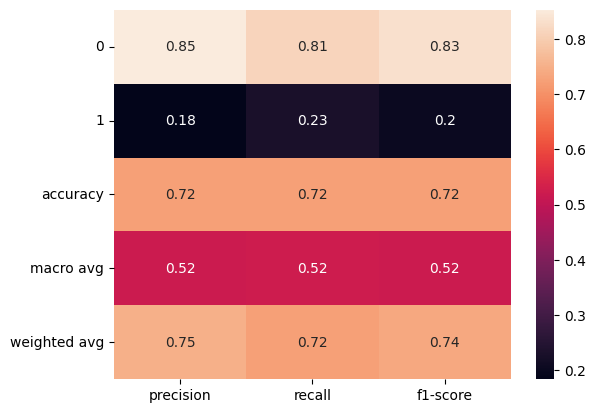 0 0.85 0.81 0.83
1 0.18 0.23 0.2
accuracy 0.72 0.72 0.72
macro avg 0.52 0.52 0.52
weighted avg 0.75 0.72 0.74
precision recall f1-score
0.8
0.7
0.6
0.5
0.4
0.3
0.2